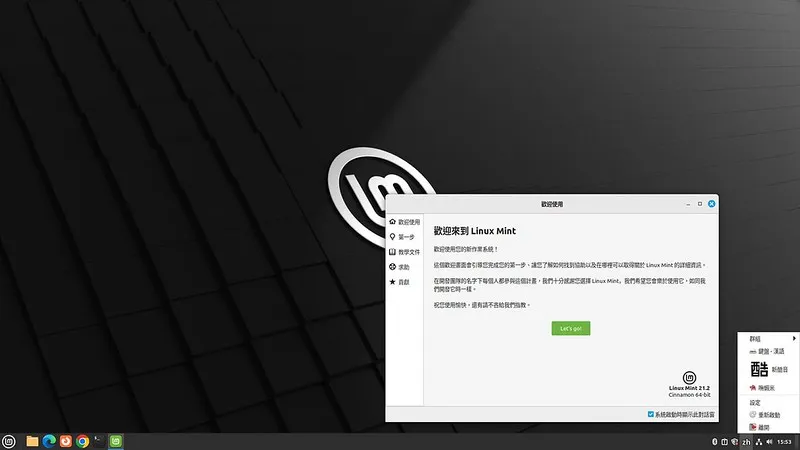 歡迎使用
歡迎使用
第一步
教學文件
求助
貢獻
歡迎來到 Linux Mint
歡迎使用您的新作業系統！
這個歡迎畫面會引導您完成您的第一步、讓您了解如何找到協助以及在哪裡可以取得關於 Linux Mint 的詳細資訊。
在開發團隊的名字下每個人都參與這個計畫，我們十分感謝您選擇 Linux Mint。我們希望您會樂於使用它，如同我
們開發它時一樣。
祝您使用愉快，還有請不吝給我們指教。
Let's go!
Linux Mint 21.2
Cinnamon 64-bit
系統啟動時顯示此對話窗
群組
鍵盤 - 漢語
酷 新酷音
嘸蝦米
設定
重新啟動
離開
zh
15:53